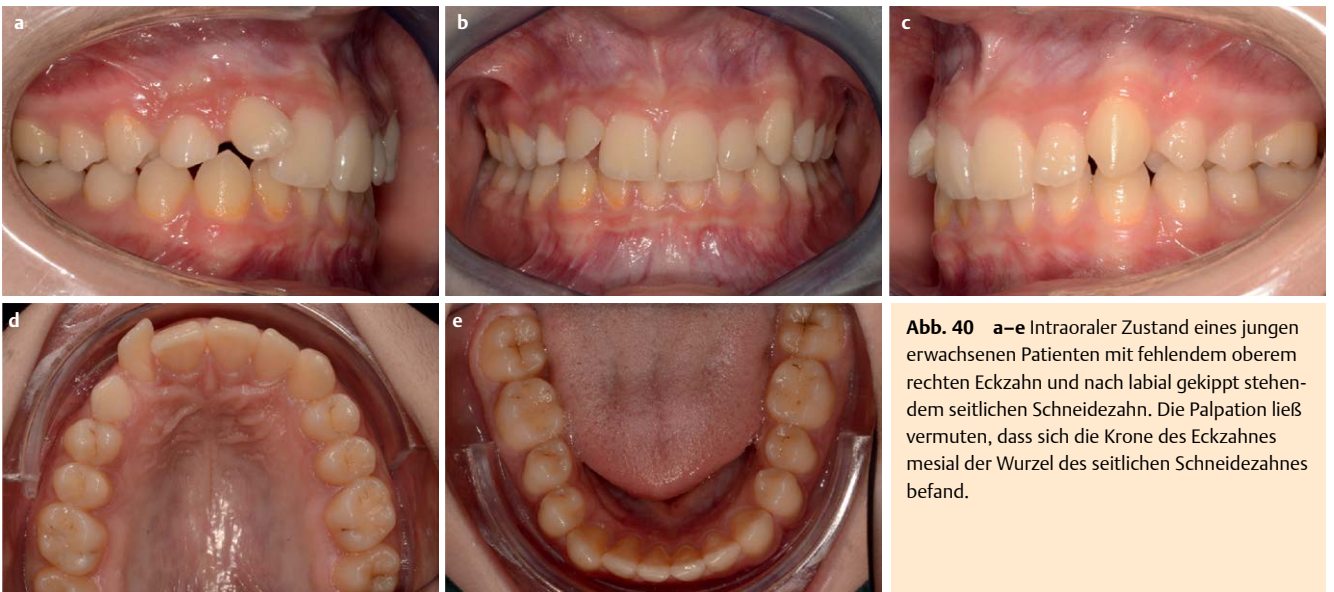 a
b
c
d
e
Abb. 40 a–e Intraoraler Zustand eines jungen
erwachsenen Patienten mit fehlendem oberem
rechten Eckzahn und nach labial gekippt stehen-
dem seitlichen Schneidezahn. Die Palpation ließ
vermuten, dass sich die Krone des Eckzahnes
mesial der Wurzel des seitlichen Schneidezahnes
befand.